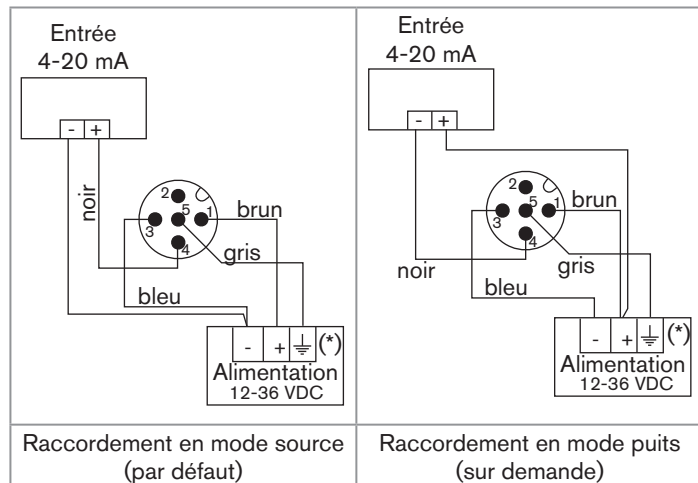 Entrée
4-20 mA
- +
noir
2
5
1
3
4
brun
gris
bleu
- + (*)
Alimentation
12-36 VDC
Raccordement en mode source
(par défaut)
Entrée
4-20 mA
- +
2
5
1
3
4
brun
noir
gris
bleu
- + (*)
Alimentation
12-36 VDC
Raccordement en mode puits
(sur demande)